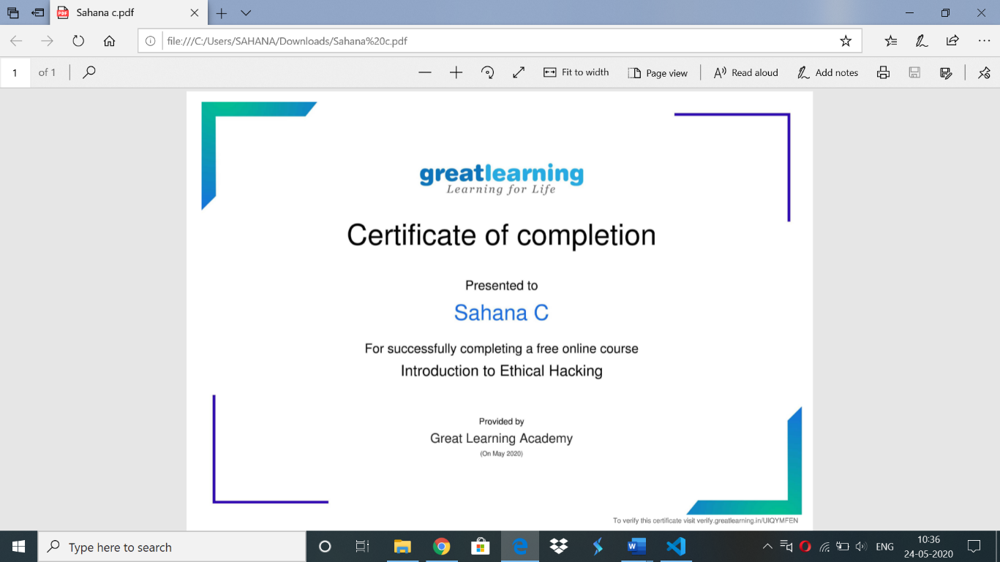 Sahana c.pdf
file:///C:/Users/SAHANA/Downloads/Sahana%20c.pdf
1 of 1 Fit to width Page view Read aloud Add notes
greatlearning
Learning for Life
Certificate of completion
Presented to
Sahana C
For successfully completing a free online course
Introduction to Ethical Hacking
Provided by
Great Learning Academy
(On May 2020)
To verify this certificate visit verify.greatlearning.in/UIQYMFEN
Type here to search
ENG
10:36
24-05-2020